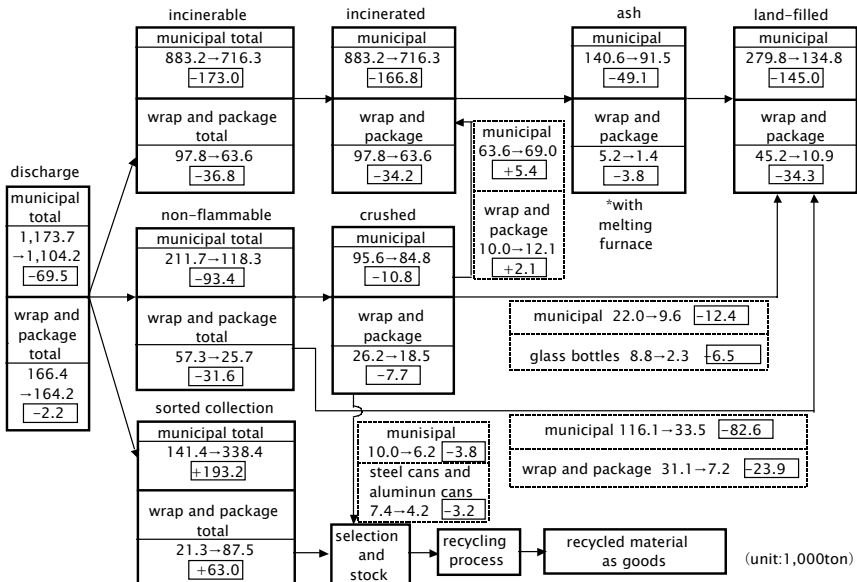 incinerable
municipal total
883.2→716.3
-173.0
wrap and package
total
97.8→63.6
-36.8
incinerated
municipal
883.2→716.3
-166.8
wrap and
package
97.8→63.6
-34.2
ash
municipal
140.6→91.5
-49.1
wrap and
package
5.2→1.4
-3.8
*with
melting
furnace
land-filled
municipal
279.8→134.8
-145.0
wrap and
package
45.2→10.9
-34.3
municipal
63.6→69.0
+5.4
wrap and
package
10.0→12.1
+2.1
discharge
municipal
total
1,173.7
→1,104.2
-69.5
wrap and
package
total
166.4
→164.2
-2.2
non-flammable
municipal total
211.7→118.3
-93.4
wrap and package
total
57.3→25.7
-31.6
crushed
municipal
95.6→84.8
-10.8
wrap and
package
26.2→18.5
-7.7
municipal 22.0→9.6 -12.4
glass bottles 8.8→2.3 -6.5
sorted collection
municipal total
141.4→338.4
+193.2
wrap and package
total
21.3→87.5
+63.0
munisipal
10.0→6.2 -3.8
steel cans and
aluminun cans
7.4→4.2 -3.2
municipal 116.1→33.5 -82.6
wrap and package 31.1→7.2 -23.9
selection
and
stock
recycling
process
recycled material
as goods
(unit:1,000ton)